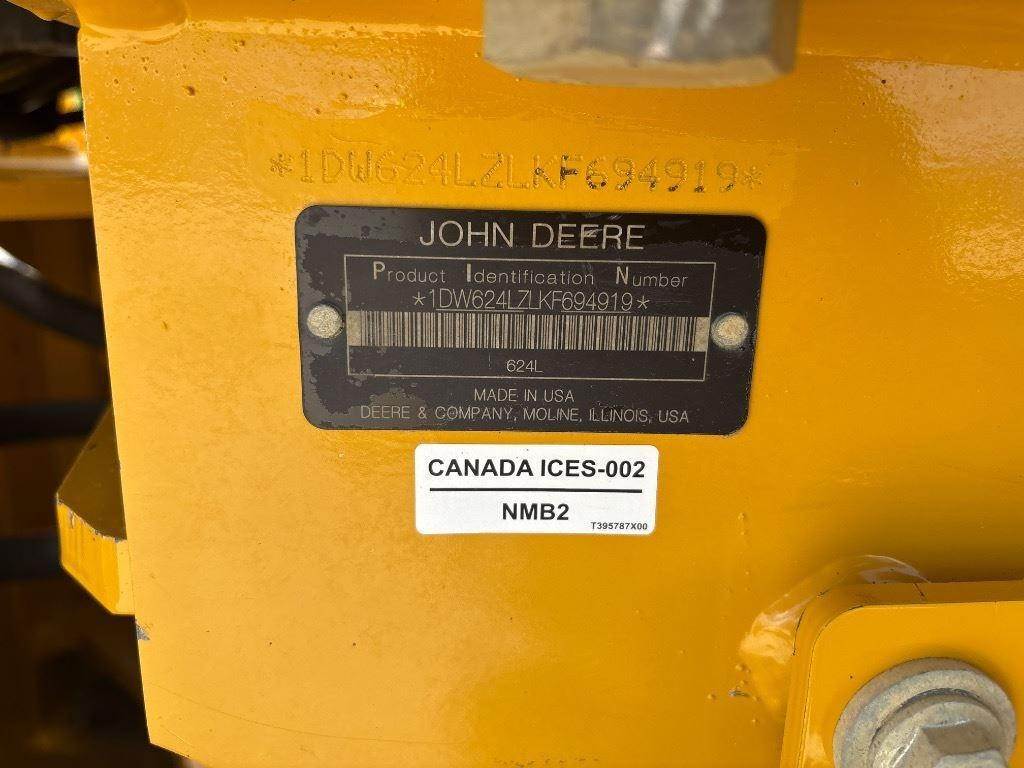 *1DW624LZLKF694919*
JOHN DEERE
Product Identification Number
*1DW624LZLKF694919*
624L
MADE IN USA
DEERE & COMPANY, MOLINE, ILLINOIS, USA
CANADA ICES-002
NMB2
T395787X00